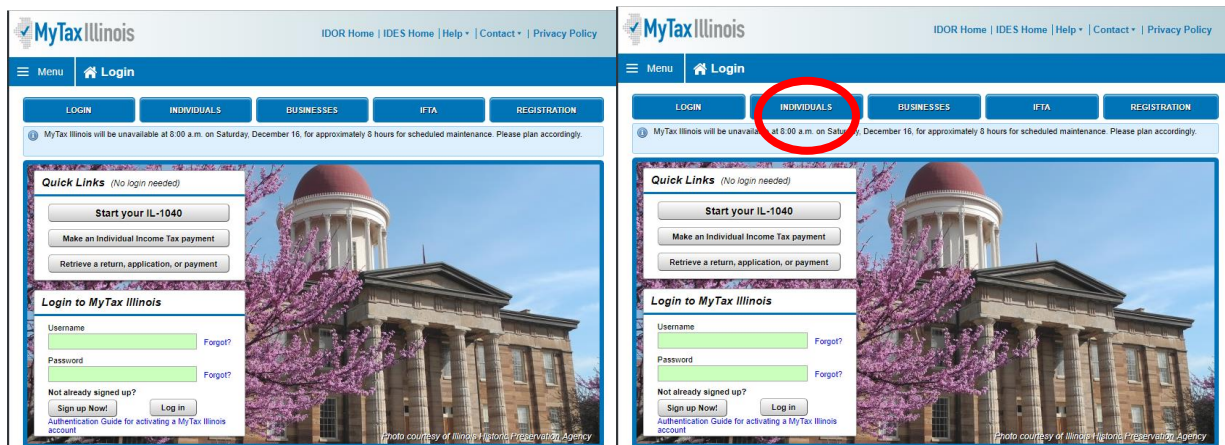 MyTax Illinois
IDOR Home | IDES Home | Help | Contact | Privacy Policy
Menu Login
LOGIN INDIVIDUALS BUSINESSES IFTA REGISTRATION
MyTax Illinois will be unavailable at 8:00 a.m. on Saturday, December 16, for approximately 8 hours for scheduled maintenance. Please plan accordingly.
Quick Links (No login needed)
Start your IL-1040
Make an Individual Income Tax payment
Retrieve a return, application, or payment
Login to MyTax Illinois
Username
Forgot?
Password
Forgot?
Not already signed up?
Sign up Now! Log in
Authentication Guide for activating a MyTax Illinois
account
Photo courtesy of Illinois Historic Preservation Agency
MyTax Illinois
IDOR Home | IDES Home | Help | Contact | Privacy Policy
Menu Login
LOGIN INDIVIDUALS BUSINESSES IFTA REGISTRATION
MyTax Illinois will be unavailable at 8:00 a.m. on Saturday, December 16, for approximately 8 hours for scheduled maintenance. Please plan accordingly.
Quick Links (No login needed)
Start your IL-1040
Make an Individual Income Tax payment
Retrieve a return, application, or payment
Login to MyTax Illinois
Username
Forgot?
Password
Forgot?
Not already signed up?
Sign up Now! Log in
Authentication Guide for activating a MyTax Illinois
account
Photo courtesy of Illinois Historic Preservation Agency